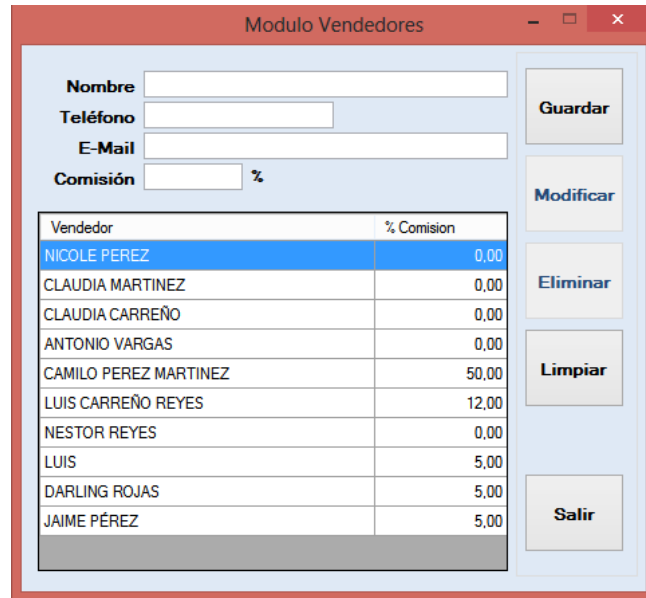 Modulo Vendedores
Nombre
Teléfono
E-Mail
Comisión %
Guardar
Modificar
Eliminar
Limpiar
Salir
Vendedor % Comision
NICOLE PEREZ 0,00
CLAUDIA MARTINEZ 0,00
CLAUDIA CARREÑO 0,00
ANTONIO VARGAS 0,00
CAMILO PEREZ MARTINEZ 50,00
LUIS CARREÑO REYES 12,00
NESTOR REYES 0,00
LUIS 5,00
DARLING ROJAS 5,00
JAIME PÉREZ 5,00